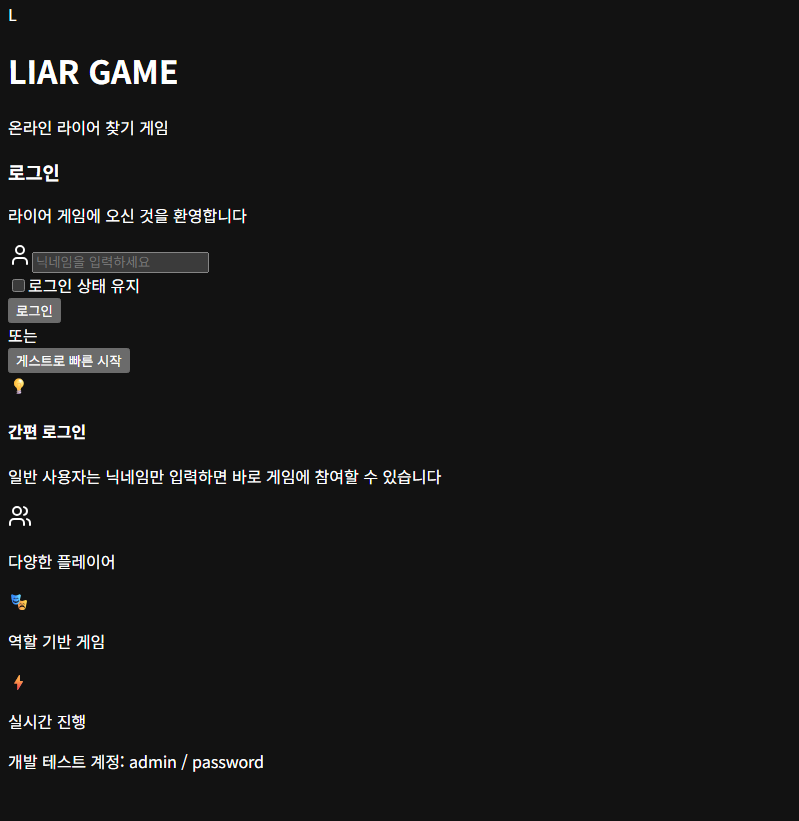 L
LIAR GAME
온라인 라이어 찾기 게임
로그인
라이어 게임에 오신 것을 환영합니다
닉네임을 입력하세요
로그인 상태 유지
로그인
또는
게스트로 빠른 시작
간편 로그인
일반 사용자는 닉네임만 입력하면 바로 게임에 참여할 수 있습니다
다양한 플레이어
역할 기반 게임
실시간 진행
개발 테스트 계정: admin / password